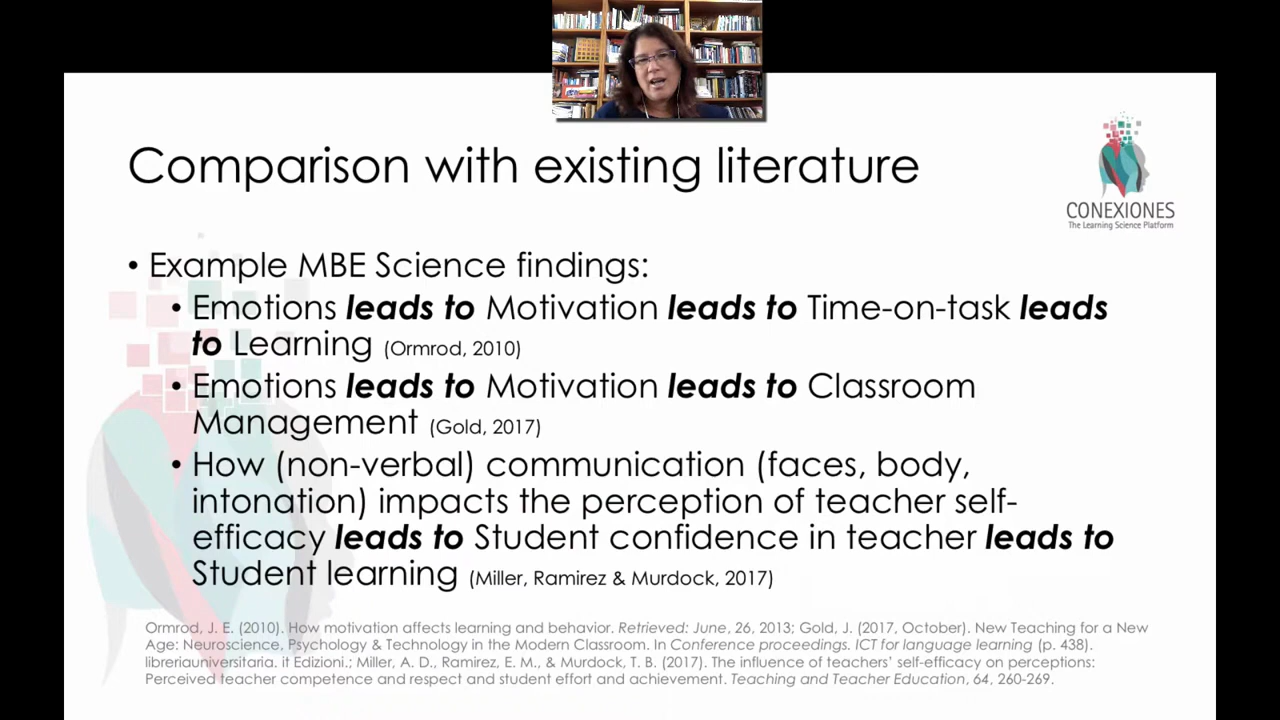 Comparison with existing literature
CONEXIONES
The Learning Science Platform
• Example MBE Science findings:
• Emotions leads to Motivation leads to Time-on-task leads
to Learning (Ormrod, 2010)
• Emotions leads to Motivation leads to Classroom
Management (Gold, 2017)
• How (non-verbal) communication (faces, body,
intonation) impacts the perception of teacher self-
efficacy leads to Student confidence in teacher leads to
Student learning (Miller, Ramirez & Murdock, 2017)
Ormrod, J. E. (2010). How motivation affects learning and behavior. Retrieved: June, 26, 2013; Gold, J. (2017, October). New Teaching for a New
Age: Neuroscience, Psychology & Technology in the Modern Classroom. In Conference proceedings. ICT for language learning (p. 438).
libreriauniversitaria. it Edizioni.; Miller, A. D., Ramirez, E. M., & Murdock, T. B. (2017). The influence of teachers' self-efficacy on perceptions:
Perceived teacher competence and respect and student effort and achievement. Teaching and Teacher Education, 64, 260-269.